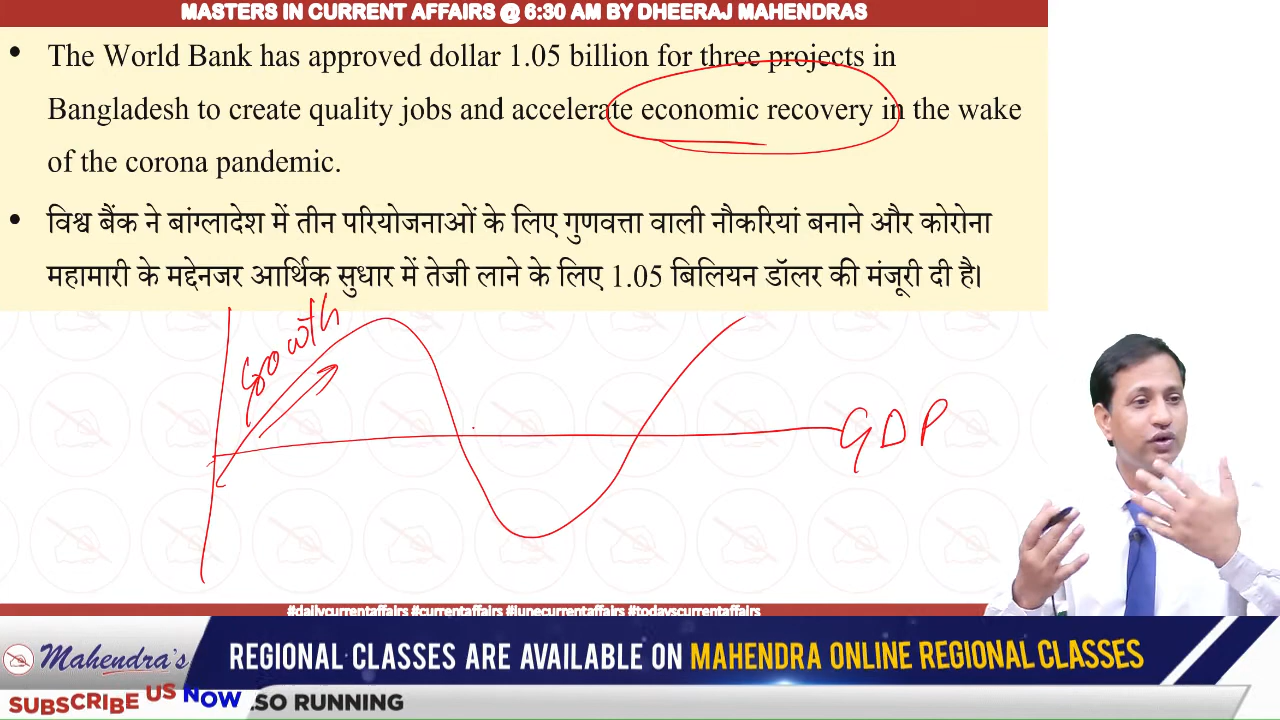 MASTERS IN CURRENT AFFAIRS @ 6:30 AM BY DHEERAJ MAHENDRAS
• The World Bank has approved dollar 1.05 billion for three projects in
Bangladesh to create quality jobs and accelerate economic recovery in the wake
of the corona pandemic.
• विश्व बैंक ने बांग्लादेश में तीन परियोजनाओं के लिए गुणवत्ता वाली नौकरियां बनाने और कोरोना
महामारी के मद्देनजर आर्थिक सुधार में तेजी लाने के लिए 1.05 बिलियन डॉलर की मंजूरी दी है।
Growth
GDP
#dailycurrentaffairs #currentaffairs #junecurrentaffairs #todayscurrentaffairs
Mahendra's
REGIONAL CLASSES ARE AVAILABLE ON MAHENDRA ONLINE REGIONAL CLASSES
SUBSCRIBE US NOW
SO RUNNING